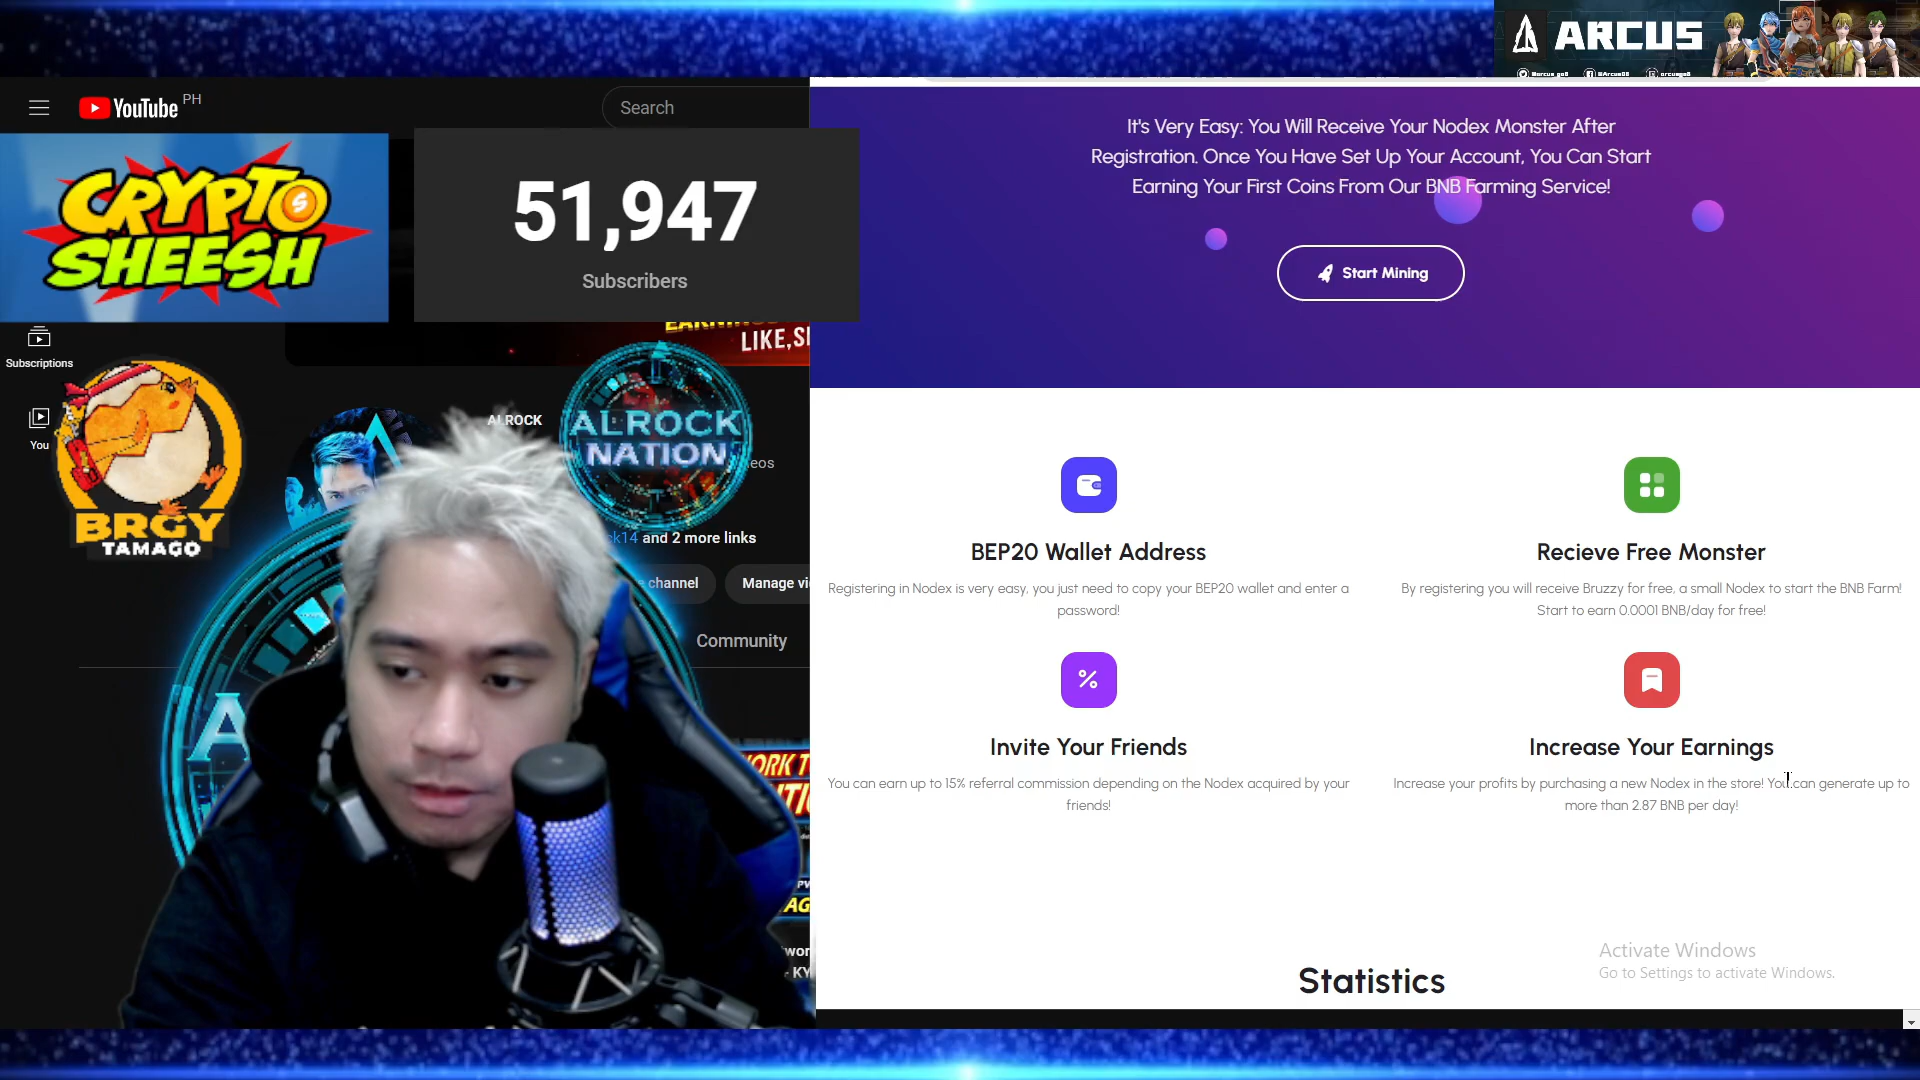 ARCUS
YouTube PH
Search
CRYPTO
SHEESH
51,947
Subscribers
Subscriptions
You
BRGY
TAMAGO
LIKE,S
ALROCK
ALROCK
NATION
eos
ck14 and 2 more links
channel
Manage vi
Community
It's Very Easy: You Will Receive Your Nodex Monster After
Registration. Once You Have Set Up Your Account, You Can Start
Earning Your First Coins From Our BNB Farming Service!
Start Mining
BEP20 Wallet Address
Registering in Nodex is very easy, you just need to copy your BEP20 wallet and enter a
password!
Recieve Free Monster
By registering you will receive Bruzzy for free, a small Nodex to start the BNB Farm!
Start to earn 0.0001 BNB/day for free!
Invite Your Friends
You can earn up to 15% referral commission depending on the Nodex acquired by your
friends!
Increase Your Earnings
Increase your profits by purchasing a new Nodex in the store! You can generate up to
more than 2.87 BNB per day!
Statistics
Activate Windows
Go to Settings to activate Windows.